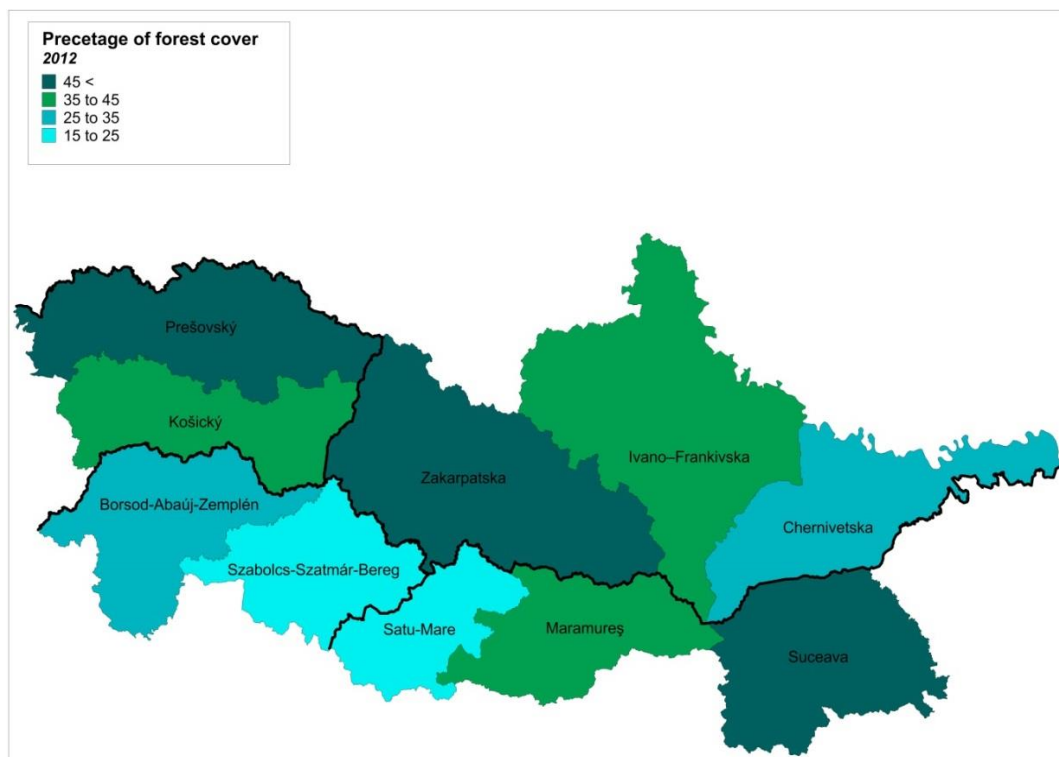 Precetage of forest cover
2012
45 <
35 to 45
25 to 35
15 to 25
Prešovský
Košický
Ivano–Frankivska
Zakarpatska
Borsod-Abaúj-Zemplén
Chernivetska
Szabolcs-Szatmár-Bereg
Satu-Mare
Maramureş
Suceava